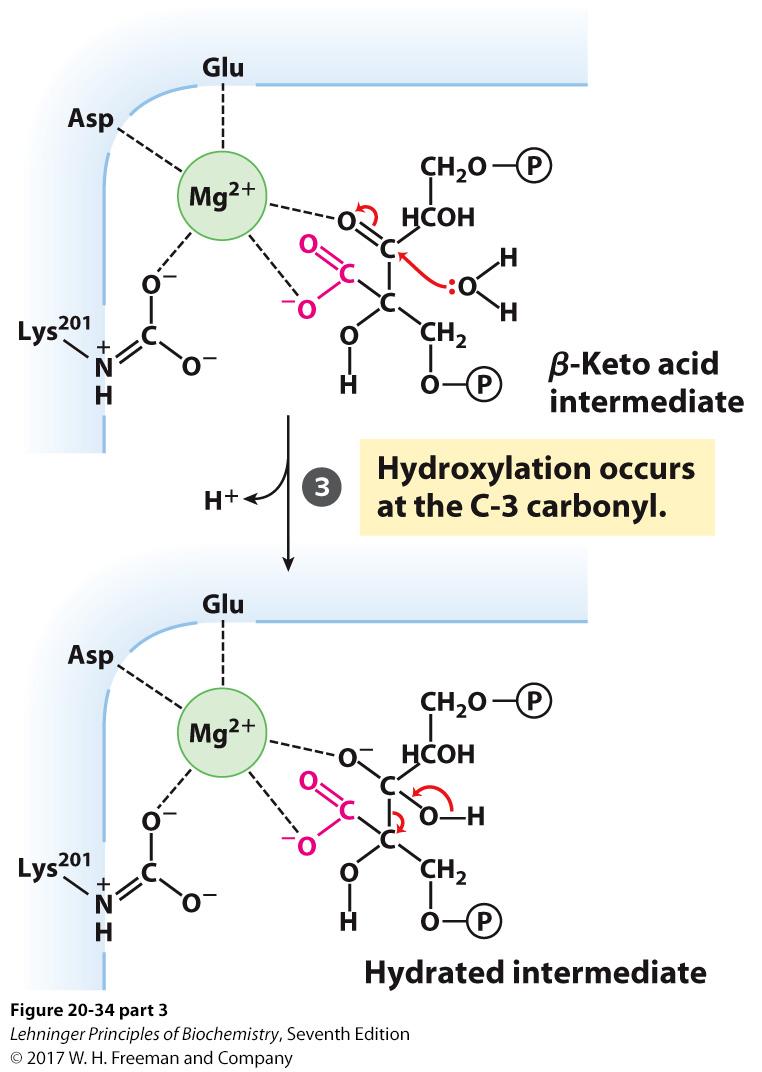 Glu
Asp
Mg²⁺
CH₂O—P
HCOH
O
C
O
C
⁻O
C
:O
H
H
O⁻
Lys²⁰¹
+
N
H
C
O⁻
O
H
CH₂
O—P
β-Keto acid
intermediate
H⁺
3
Hydroxylation occurs
at the C-3 carbonyl.
Glu
Asp
Mg²⁺
CH₂O—P
HCOH
O⁻
C
O
C
O—H
⁻O
C
O⁻
Lys²⁰¹
+
N
H
C
O⁻
O
H
CH₂
O—P
Hydrated intermediate
Figure 20-34 part 3
Lehninger Principles of Biochemistry, Seventh Edition
© 2017 W. H. Freeman and Company